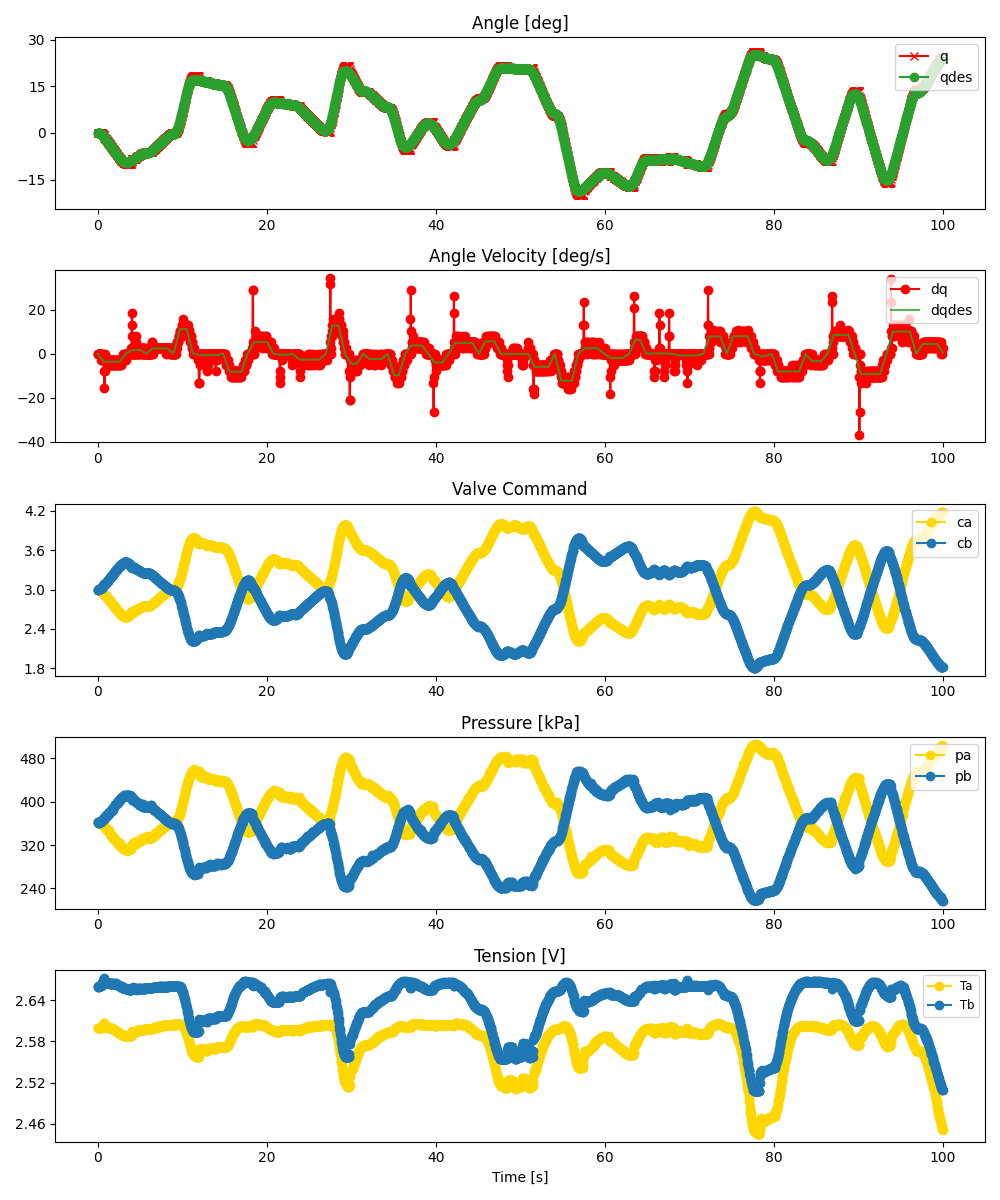 Angle [deg]
30
15
0
−15
q
qdes
0 20 40 60 80 100
Angle Velocity [deg/s]
20
0
−20
−40
dq
dqdes
0 20 40 60 80 100
Valve Command
4.2
3.6
3.0
2.4
1.8
ca
cb
0 20 40 60 80 100
Pressure [kPa]
480
400
320
240
pa
pb
0 20 40 60 80 100
Tension [V]
2.64
2.58
2.52
2.46
Ta
Tb
0 20 40 60 80 100
Time [s]